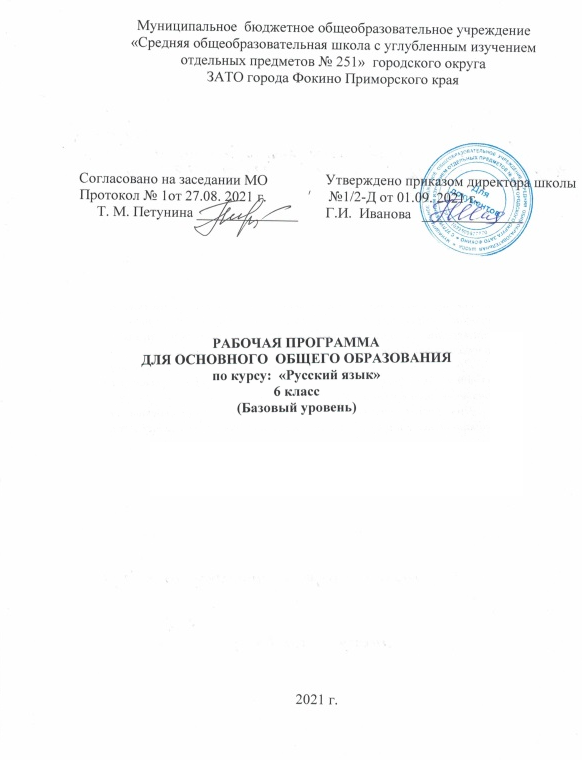 Муниципальное бюджетное общеобразовательное учреждение
«Средняя общеобразовательная школа с углубленным изучением
отдельных предметов № 251» городского округа
ЗАТО города Фокино Приморского края
Согласовано на заседании МО
Протокол № 1от 27.08. 2021 г.
Т. М. Петунина
Утверждено приказом директора школы
№1/2-Д от 01.09. 2021 г.
Г.И. Иванова
Для
документов
РАБОЧАЯ ПРОГРАММА
ДЛЯ ОСНОВНОГО ОБЩЕГО ОБРАЗОВАНИЯ
по курсу: «Русский язык»
6 класс
(Базовый уровень)
2021 г.